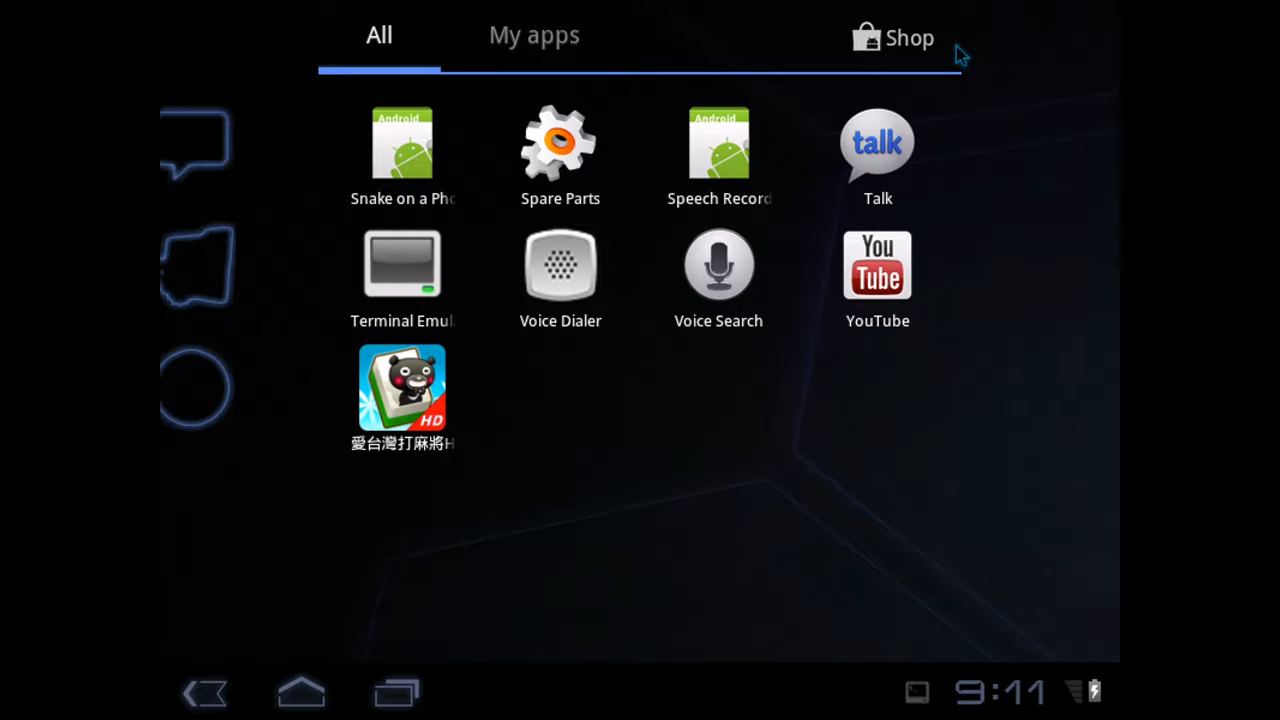 All My apps Shop
Android Android talk
Snake on a Pho Spare Parts Speech Record Talk
You Tube
Terminal Emul Voice Dialer Voice Search YouTube
HD
愛台灣打麻將H
9:11